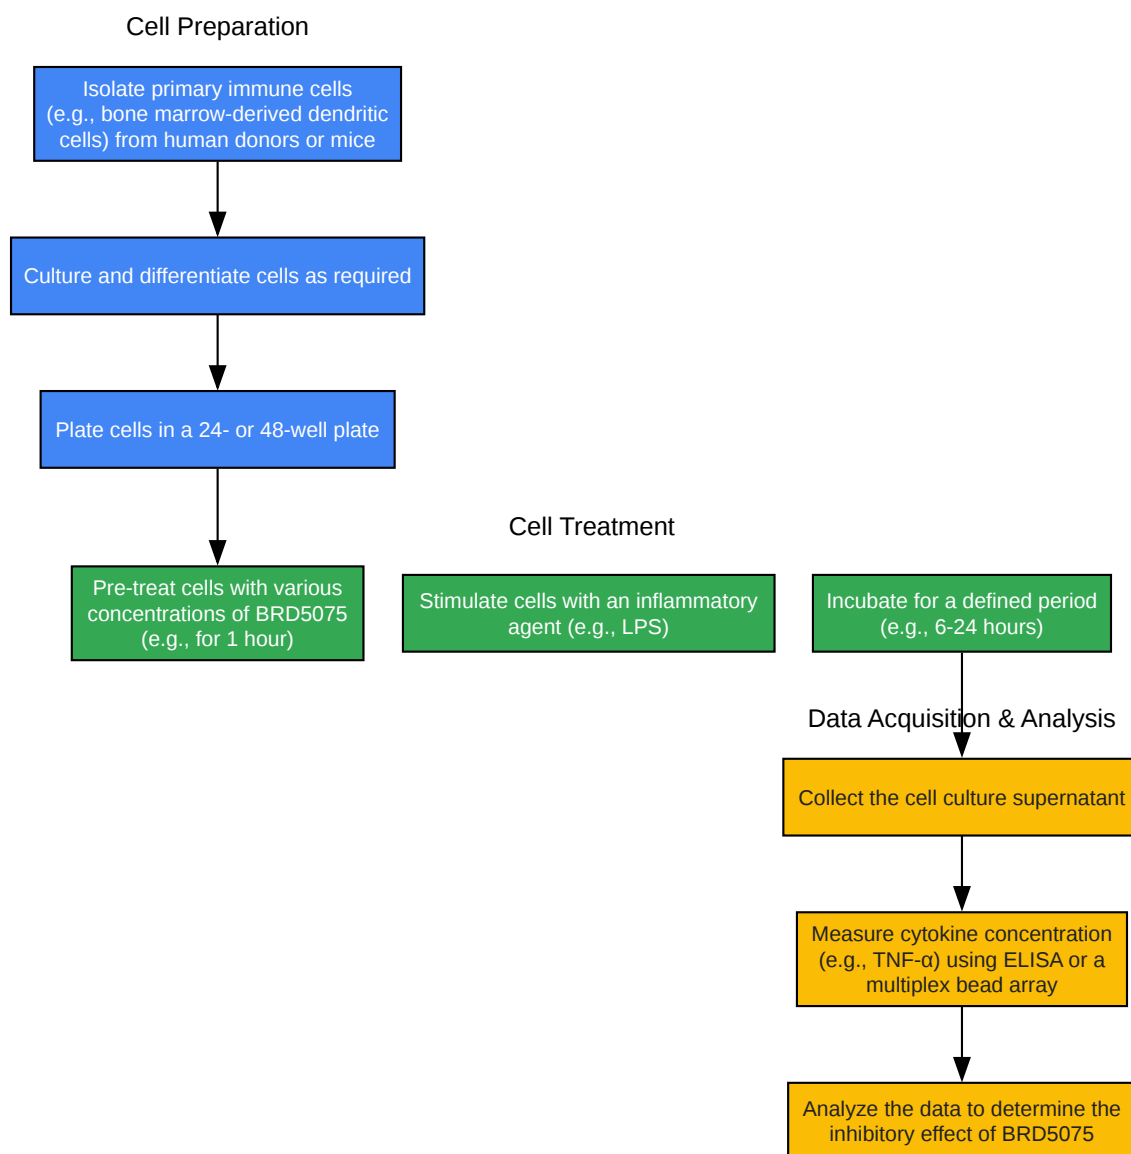 Cell Preparation
Isolate primary immune cells
(e.g., bone marrow-derived dendritic
cells) from human donors or mice
Culture and differentiate cells as required
Plate cells in a 24- or 48-well plate
Cell Treatment
Pre-treat cells with various
concentrations of BRD5075
(e.g., for 1 hour)
Stimulate cells with an inflammatory
agent (e.g., LPS)
Incubate for a defined period
(e.g., 6-24 hours)
Data Acquisition & Analysis
Collect the cell culture supernatant
Measure cytokine concentration
(e.g., TNF-α) using ELISA or a
multiplex bead array
Analyze the data to determine the
inhibitory effect of BRD5075